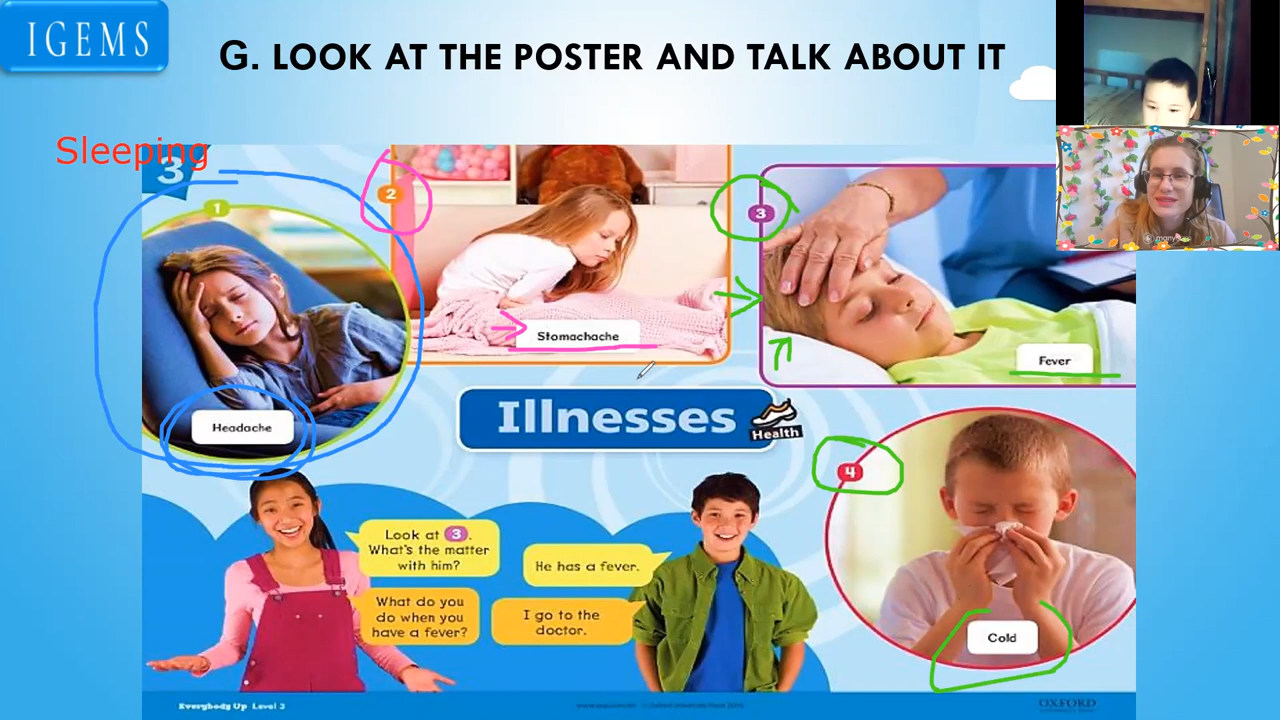 IGEMS
G. LOOK AT THE POSTER AND TALK ABOUT IT
Sleeping
3
1
2
3
Stomachache
Fever
Headache
Illnesses
Health
4
Look at 3.
What's the matter
with him?
He has a fever.
What do you
do when you
have a fever?
I go to the
doctor.
Cold
Everybody Up Level 3
OXFORD